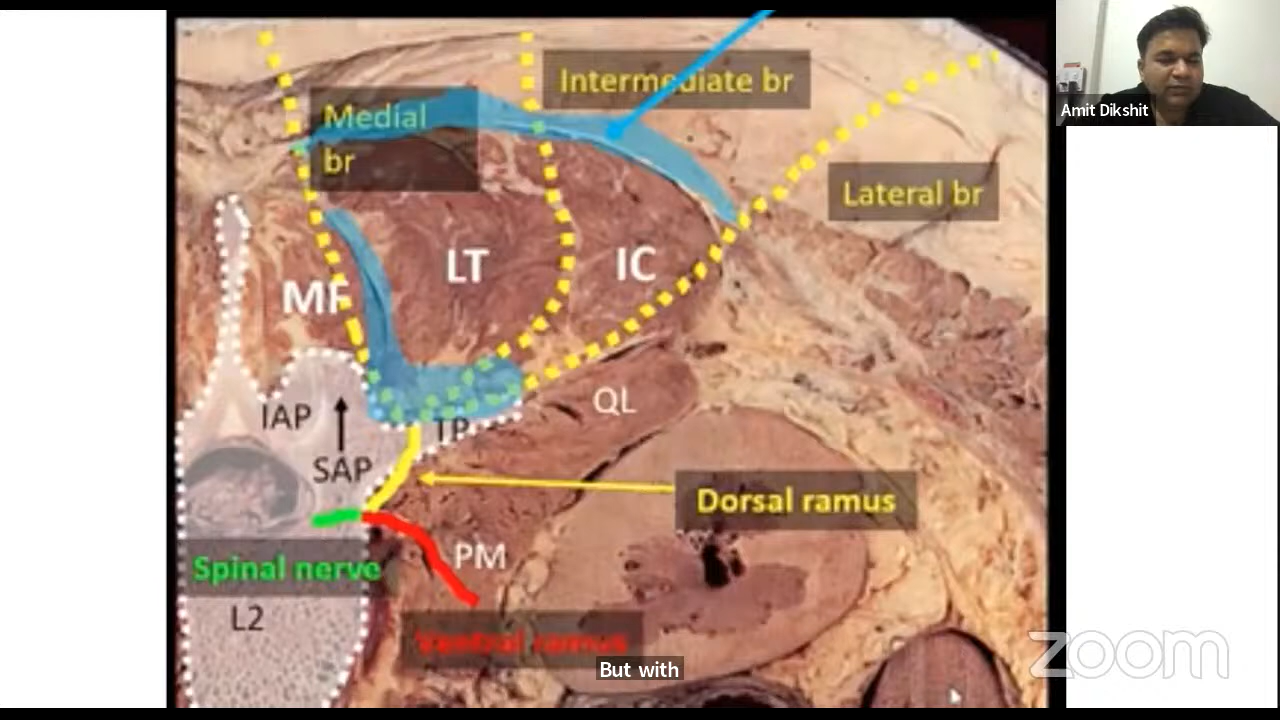 Intermediate br
Medial
br
Amit Dikshit
Lateral br
LT
IC
MF
QL
IAP
TP
SAP
Dorsal ramus
PM
Spinal nerve
L2
Ventral ramus
But with
zoom